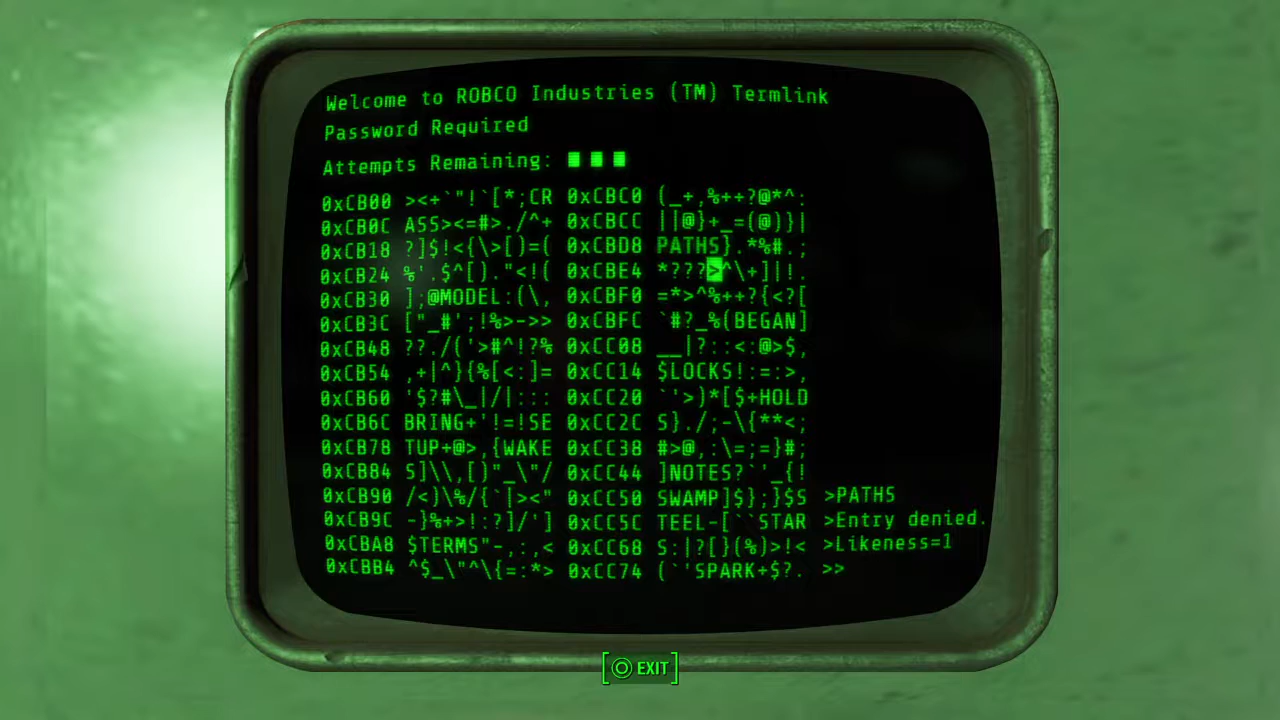 Welcome to ROBCO Industries (TM) Termlink
Password Required
Attempts Remaining: ■ ■ ■
0xCB00 ><+`"!`[*;CR 0xCBC0 (_+,%++?@*^:
0xCB0C ASS><=#>./^+ 0xCBCC ||@}+_=(@)}|
0xCB18 ?]$!<{\>[)=( 0xCBD8 PATHS}.*%#.;
0xCB24 %'.$^[)."<!( 0xCBE4 *???>^\+]|!.
0xCB30 ];@MODEL:(\, 0xCBF0 =*>^%++?{<?[
0xCB3C ["_#';!%>->> 0xCBFC `#?_%(BEGAN]
0xCB48 ??./('>#^!?% 0xCC08 __|?::<:@>$,
0xCB54 ,+|^}{%[<:]= 0xCC14 $LOCKS!:=:>,
0xCB60 '$?#\_|/|::: 0xCC20 `'>)*[$+HOLD
0xCB6C BRING+'!=!SE 0xCC2C S}./;-\{**<;
0xCB78 TUP+@>,{WAKE 0xCC38 #>@,:\=;=}#;
0xCB84 S]\\,[)"_\"/ 0xCC44 ]NOTES?`'_{!
0xCB90 /<)\%/{`|><" 0xCC50 SWAMP]$};}$S >PATHS
0xCB9C -}%+>!:?]/'] 0xCC5C TEEL-[``STAR >Entry denied.
0xCBA8 $TERMS"-,:,< 0xCC68 S:|?[}(%)>!< >Likeness=1
0xCBB4 ^$_\"^\{=:*> 0xCC74 (`'SPARK+$?. >>
EXIT